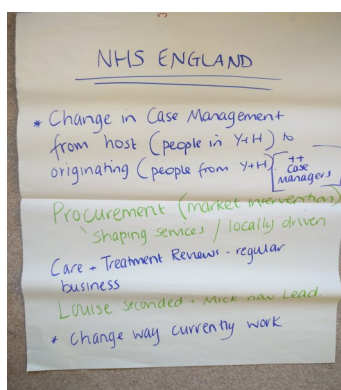 NHS ENGLAND
* Change in Case Management
from host (people in Y+H) to
originating (people from Y+H) [++ case managers]
Procurement (market intervention)
shaping services / locally driven
Care + Treatment Reviews - regular
business
Louise seconded + Mick now Lead.
* Change way currently work